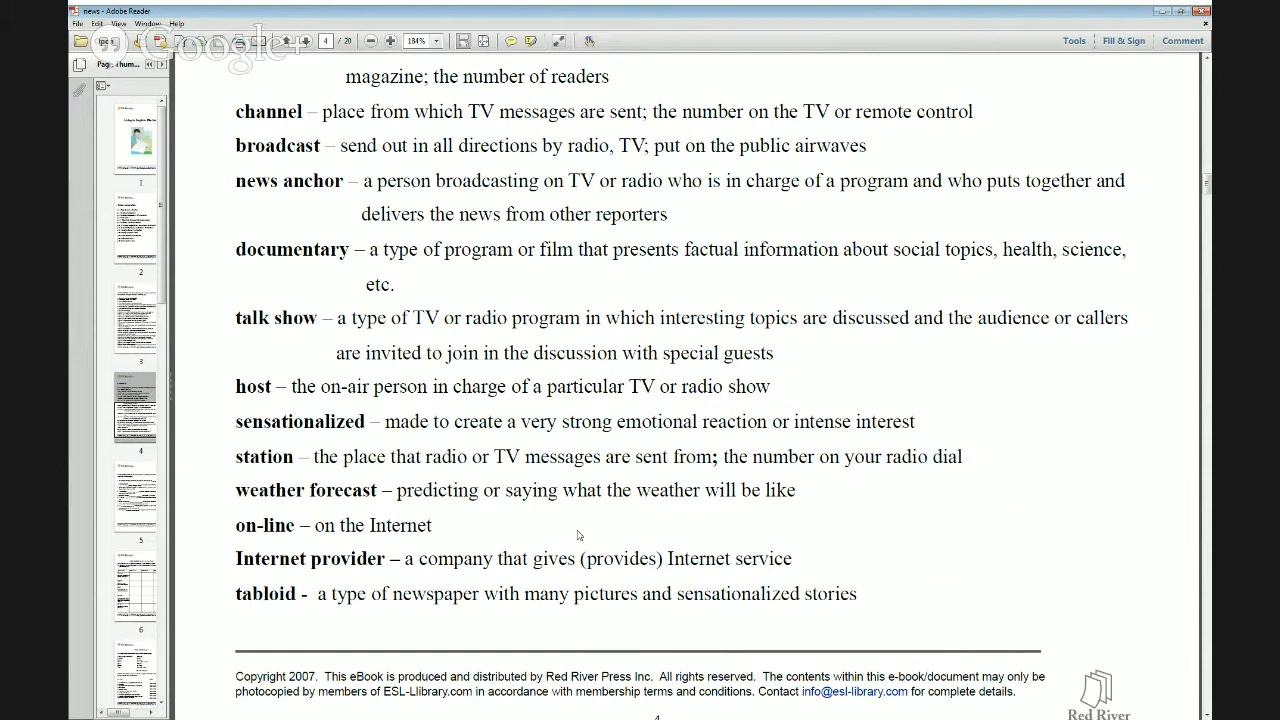 news - Adobe Reader
File Edit View Window Help
Open
4 / 20
184%
Tools Fill & Sign Comment
Google+
Page Thum...
1
2
3
4
5
6
magazine; the number of readers
channel – place from which TV messages are sent; the number on the TV or remote control
broadcast – send out in all directions by radio, TV; put on the public airwaves
news anchor – a person broadcasting on TV or radio who is in charge of a program and who puts together and
delivers the news from other reporters
documentary – a type of program or film that presents factual information about social topics, health, science,
etc.
talk show – a type of TV or radio program in which interesting topics are discussed and the audience or callers
are invited to join in the discussion with special guests
host – the on-air person in charge of a particular TV or radio show
sensationalized – made to create a very strong emotional reaction or intense interest
station – the place that radio or TV messages are sent from; the number on your radio dial
weather forecast – predicting or saying what the weather will be like
on-line – on the Internet
Internet provider – a company that gives (provides) Internet service
tabloid - a type of newspaper with many pictures and sensationalized stories
Copyright 2007. This eBook is produced and distributed by Red River Press Inc. All rights reserved. The content within this e-book/document may only be
photocopied by members of ESL-Library.com in accordance to membership terms and conditions. Contact info@esl-library.com for complete details.
Red River